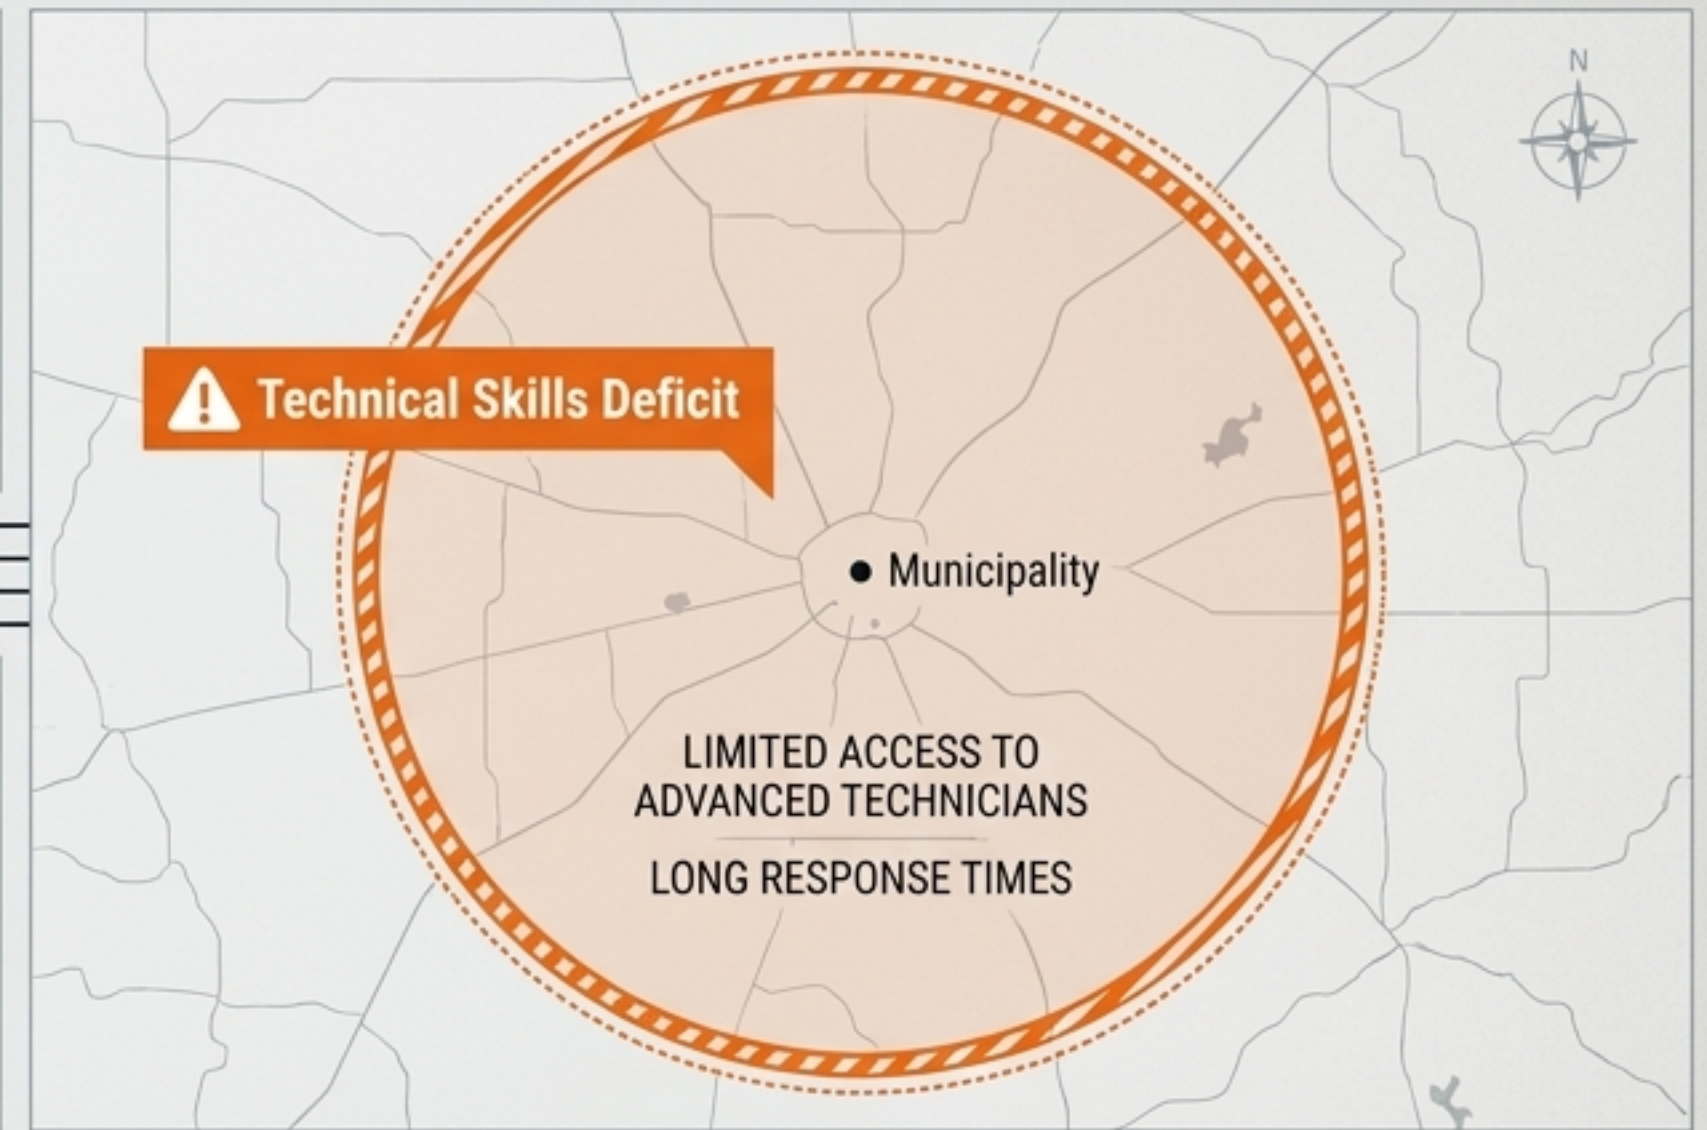 N
Technical Skills Deficit
Municipality
LIMITED ACCESS TO
ADVANCED TECHNICIANS
LONG RESPONSE TIMES